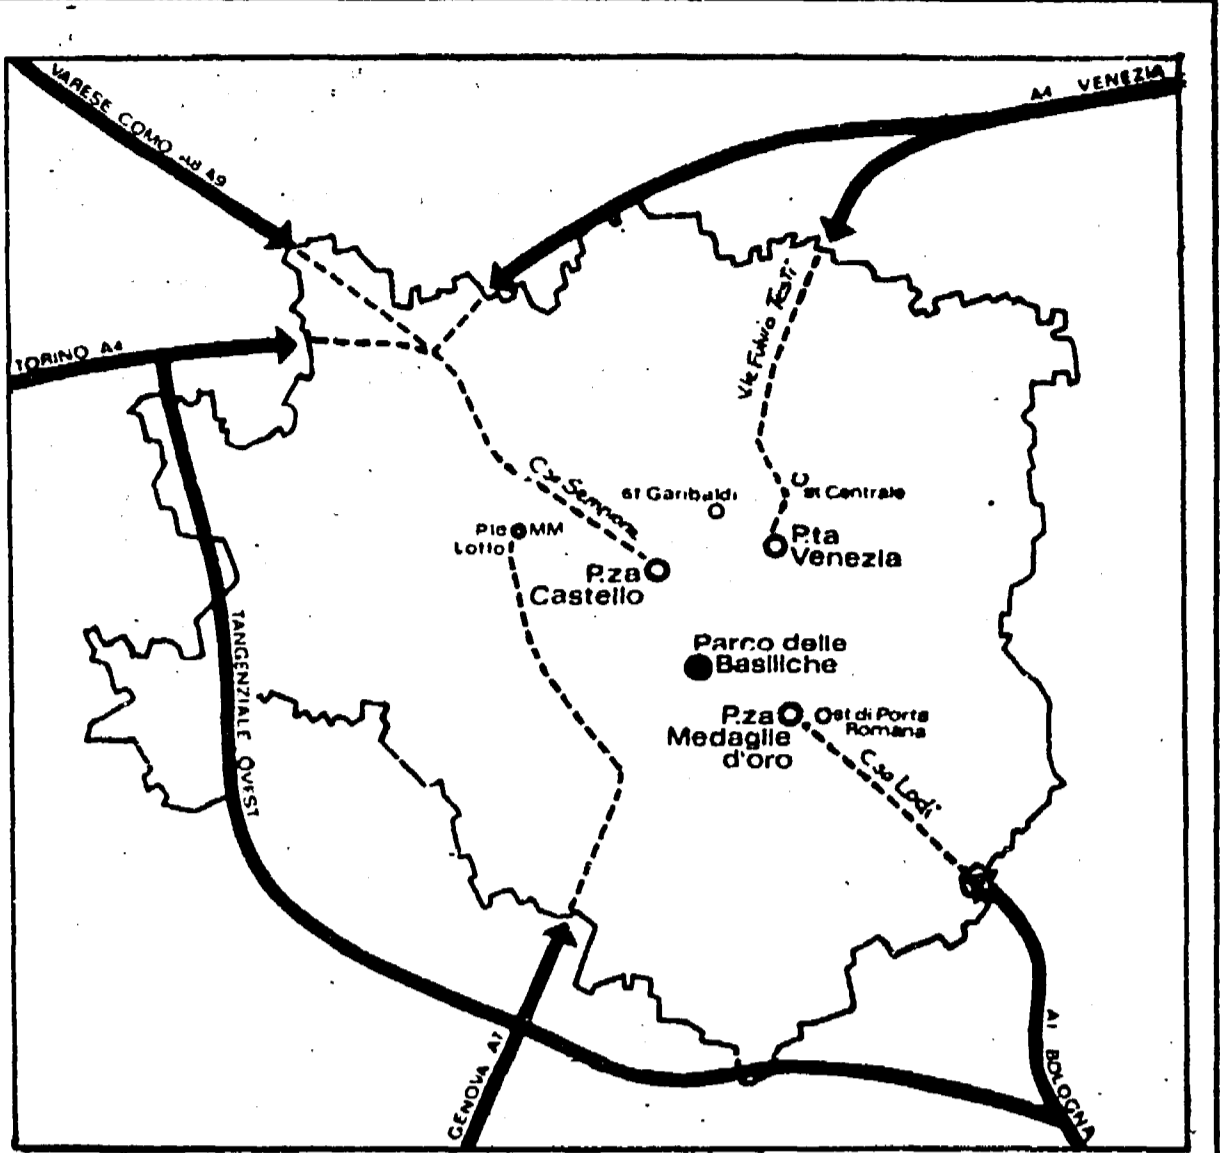 VARESE COMO A8 A9
A4 VENEZIA
TORINO A4
V.le Fulvio Testi
C.so Sempione
st Garibaldi
st Centrale
P.le MM
Lotto
P.ta
Venezia
P.za
Castello
Parco delle
Basiliche
P.za
Medaglie
d'oro
st di Porta
Romana
C.so Lodi
TANGENZIALE OVEST
GENOVA A7
A1 BOLOGNA